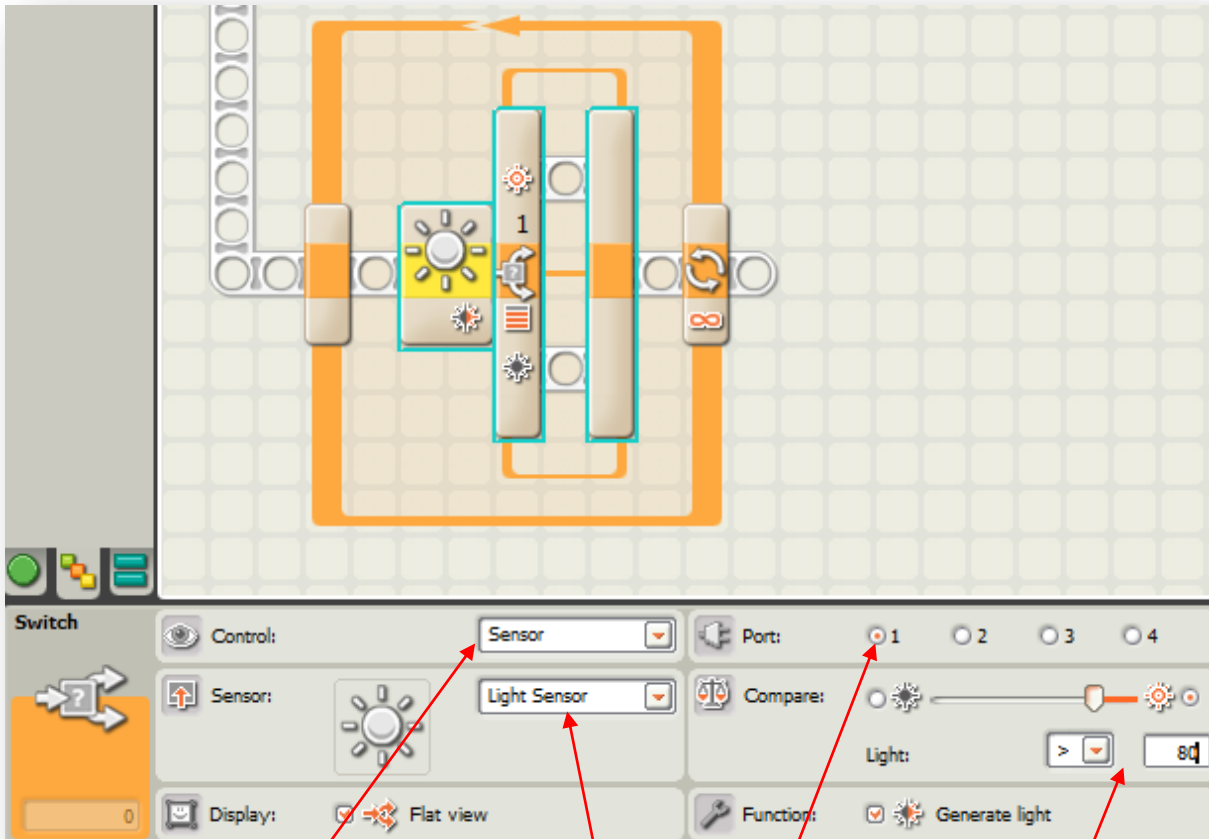 1
Switch
Control:
Sensor
Port:
1
2
3
4
Sensor:
Light Sensor
Compare:
Light:
>
80
0
Display:
Flat view
Function:
Generate light